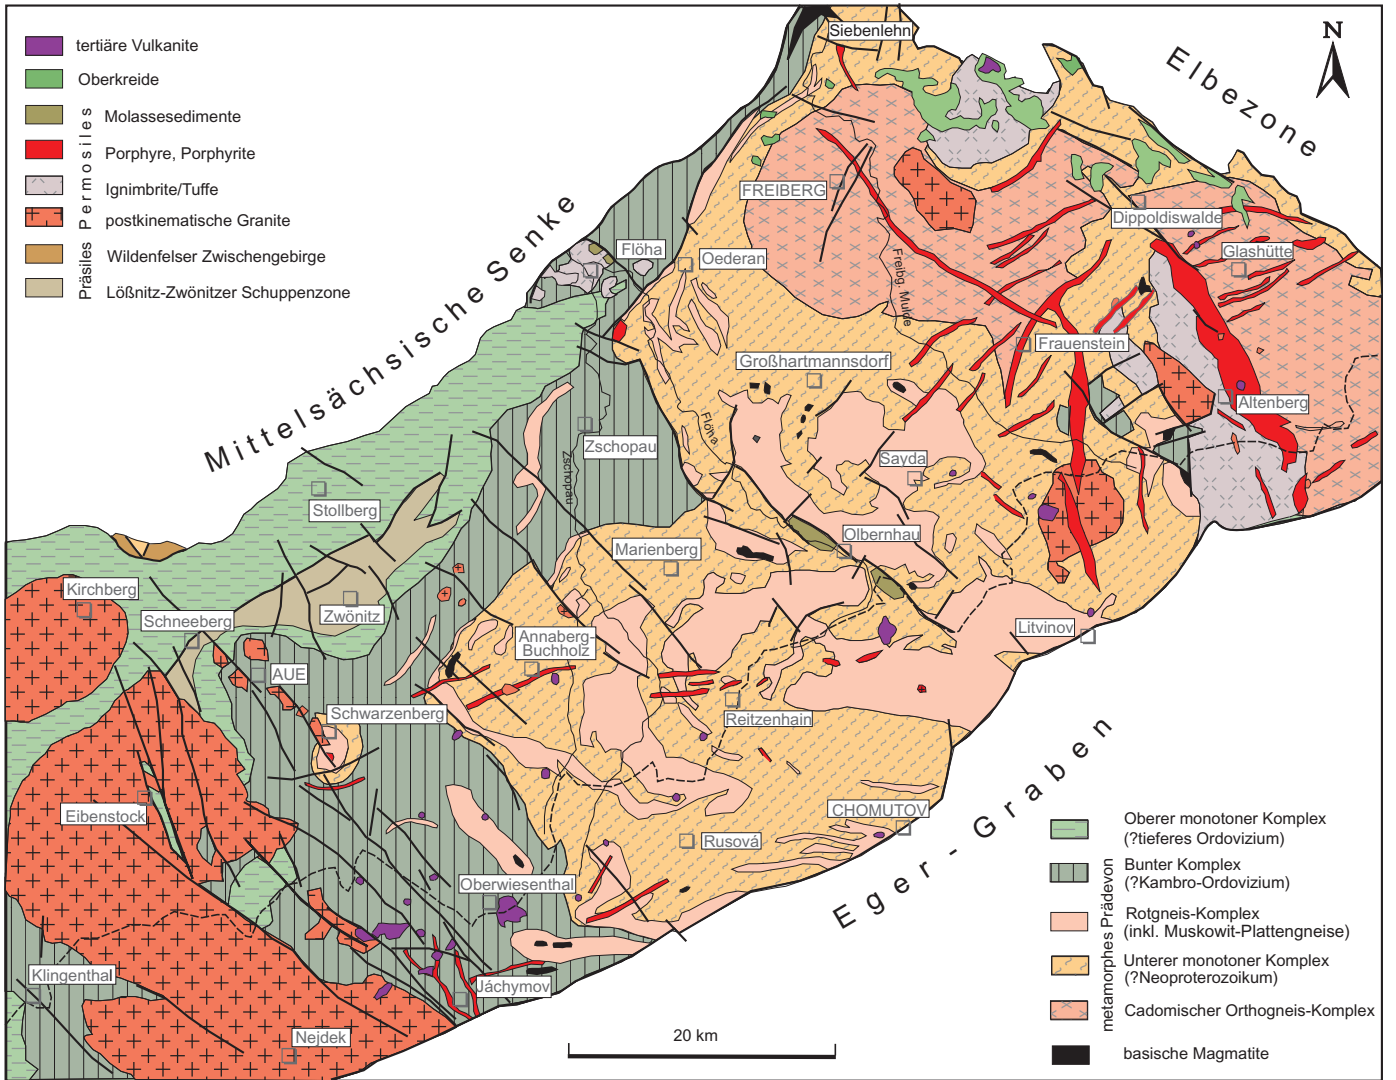 tertiäre Vulkanite
Oberkreide
Molassesedimente
Porphyre, Porphyrite
Ignimbrite/Tuffe
postkinematische Granite
Permosiles
Wildenfelser Zwischengebirge
Lößnitz-Zwönitzer Schuppenzone
Präsiles
N
Elbezone
Mittelsächsische Senke
Eger-Graben
Siebenlehn
FREIBERG
Dippoldiswalde
Glashütte
Flöha
Oederan
Freibg. Mulde
Frauenstein
Großhartmannsdorf
Altenberg
Flöha
Zschopau
Zschopau
Sayda
Stollberg
Olbernhau
Marienberg
Kirchberg
Schneeberg
Zwönitz
Annaberg-
Buchholz
Litvinov
AUE
Schwarzenberg
Reitzenhain
Eibenstock
CHOMUTOV
Rusová
Oberwiesenthal
Klingenthal
Jáchymov
Nejdek
20 km
Oberer monotoner Komplex
(?tieferes Ordovizium)
Bunter Komplex
(?Kambro-Ordovizium)
Rotgneis-Komplex
(inkl. Muskowit-Plattengneise)
Unterer monotoner Komplex
(?Neoproterozoikum)
Cadomischer Orthogneis-Komplex
metamorphes Prädevon
basische Magmatite